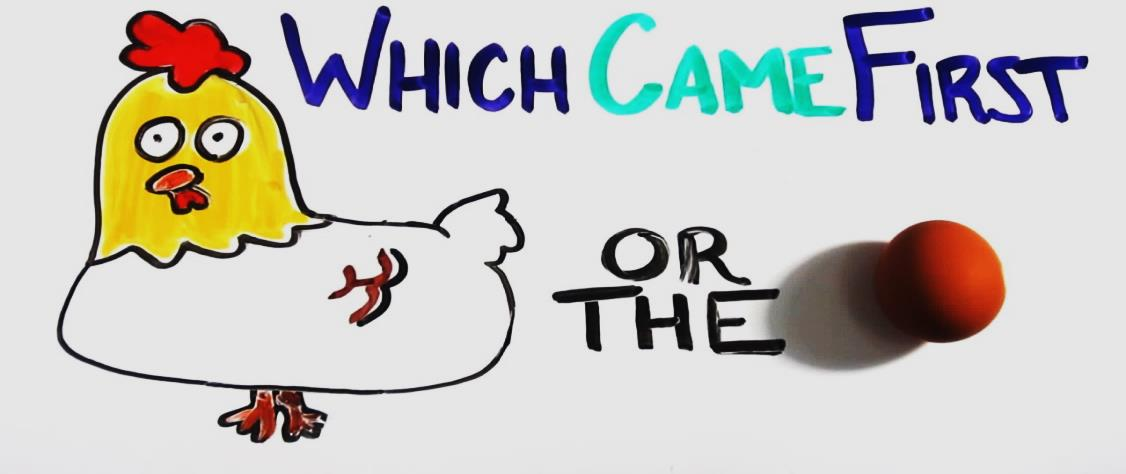 WHICH CAME FIRST
OR
THE